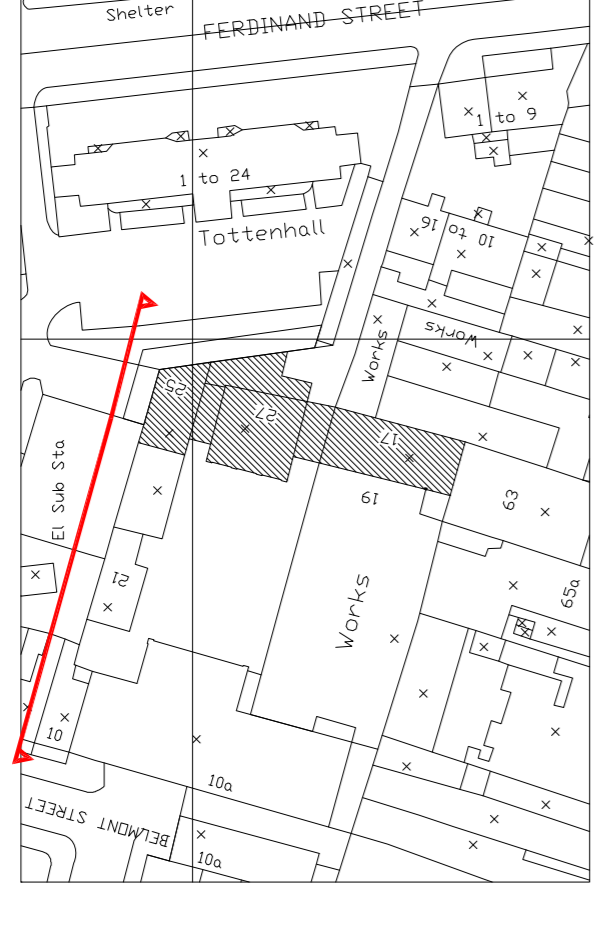 Shelter
FERDINAND STREET
1 to 9
1 to 24
10 to 16
Tottenhall
Works
Works
25
27
17
El Sub Sta
19
63
21
65a
Works
10
10a
BELMONT STREET
10a